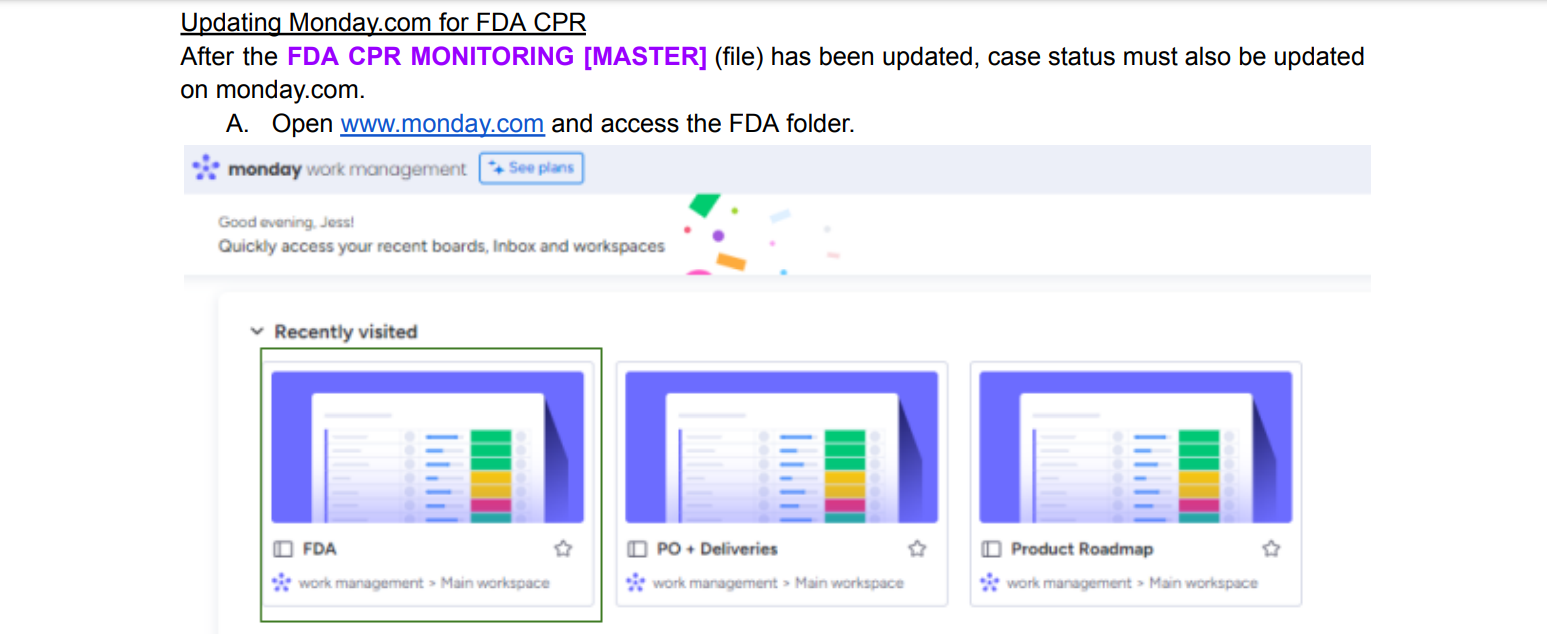 Updating Monday.com for FDA CPR
After the FDA CPR MONITORING [MASTER] (file) has been updated, case status must also be updated
on monday.com.
A. Open www.monday.com and access the FDA folder.
monday work management See plans
Good evening, Jess!
Quickly access your recent boards, Inbox and workspaces
Recently visited
FDA
work management > Main workspace
PO + Deliveries
work management > Main workspace
Product Roadmap
work management > Main workspace